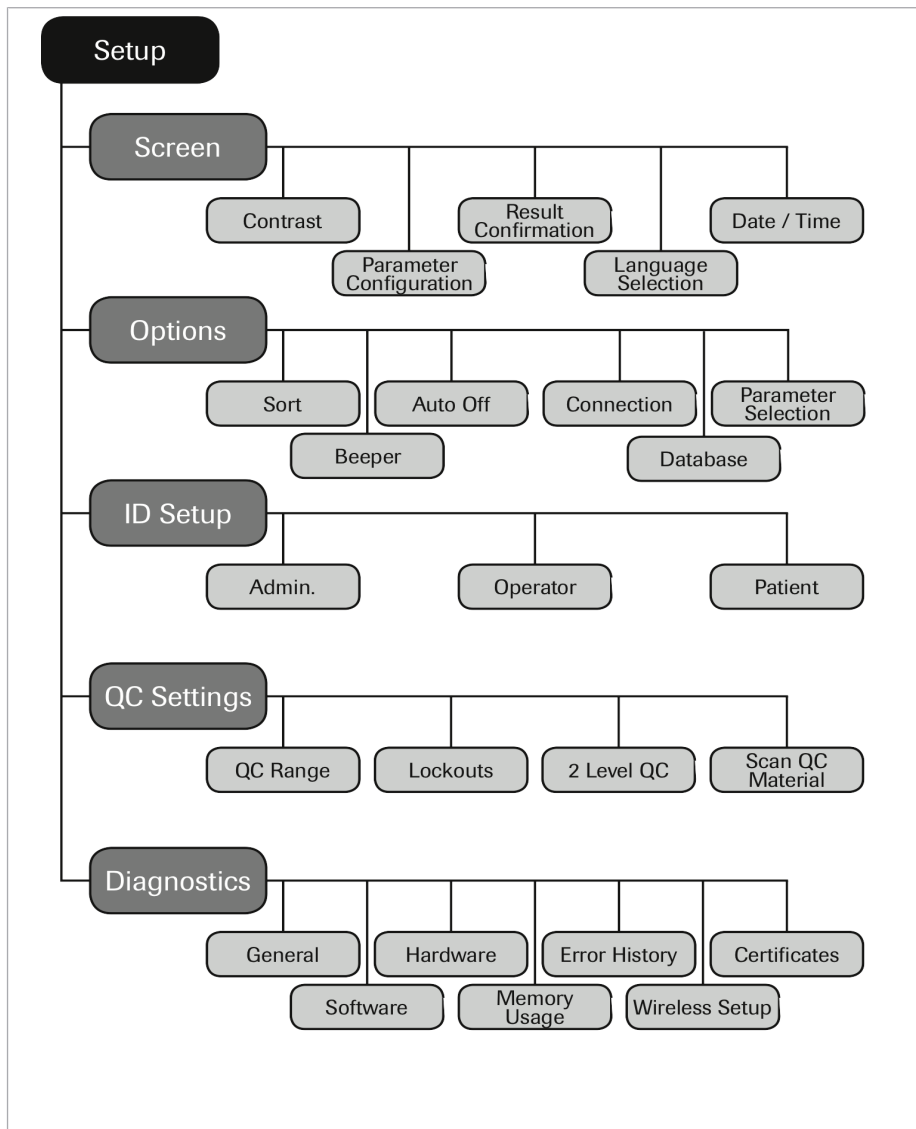 Setup
Screen
Contrast
Parameter
Configuration
Result
Confirmation
Language
Selection
Date / Time
Options
Sort
Beeper
Auto Off
Connection
Database
Parameter
Selection
ID Setup
Admin.
Operator
Patient
QC Settings
QC Range
Lockouts
2 Level QC
Scan QC
Material
Diagnostics
General
Software
Hardware
Memory
Usage
Error History
Wireless Setup
Certificates